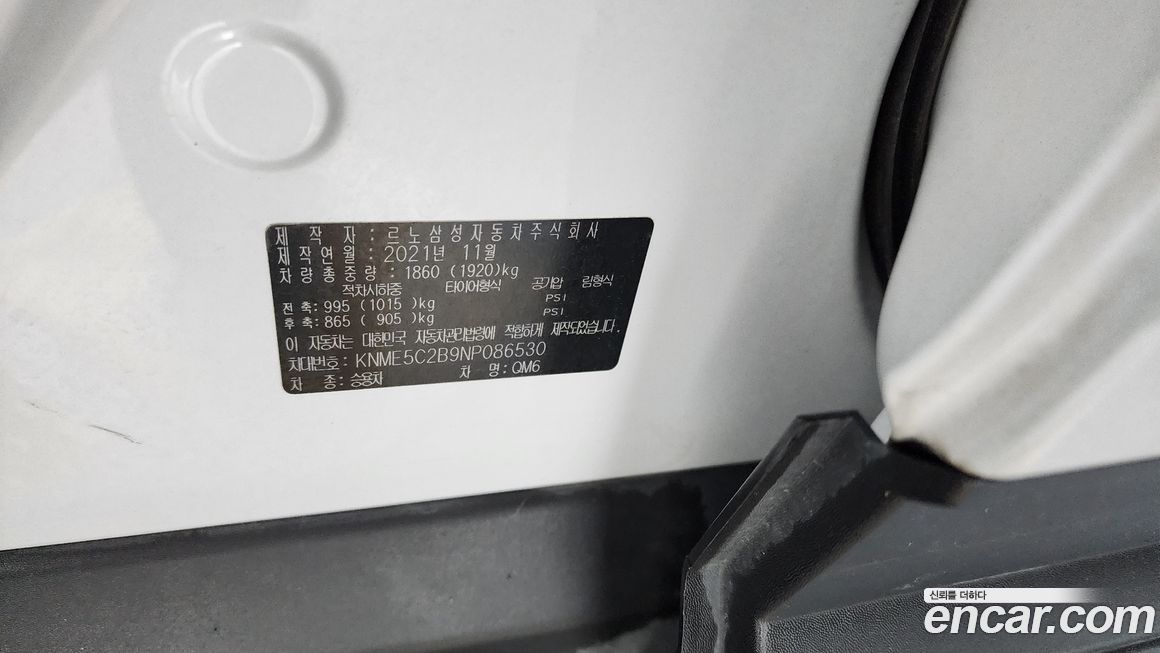 제 작 자 : 르노삼성자동차주식회사
제작연월 : 2021년 11월
차량총중량 : 1860 (1920)kg
적차시하중 타이어형식 공기압 림형식
전축: 995 (1015)kg PSI
후축: 865 ( 905)kg PSI
이 자동차는 대한민국 자동차관리법령에 적합하게 제작되었습니다.
차대번호: KNME5C2B9NP086530
차 종: 승용차 차 명: QM6
신뢰를 더하다
encar.com